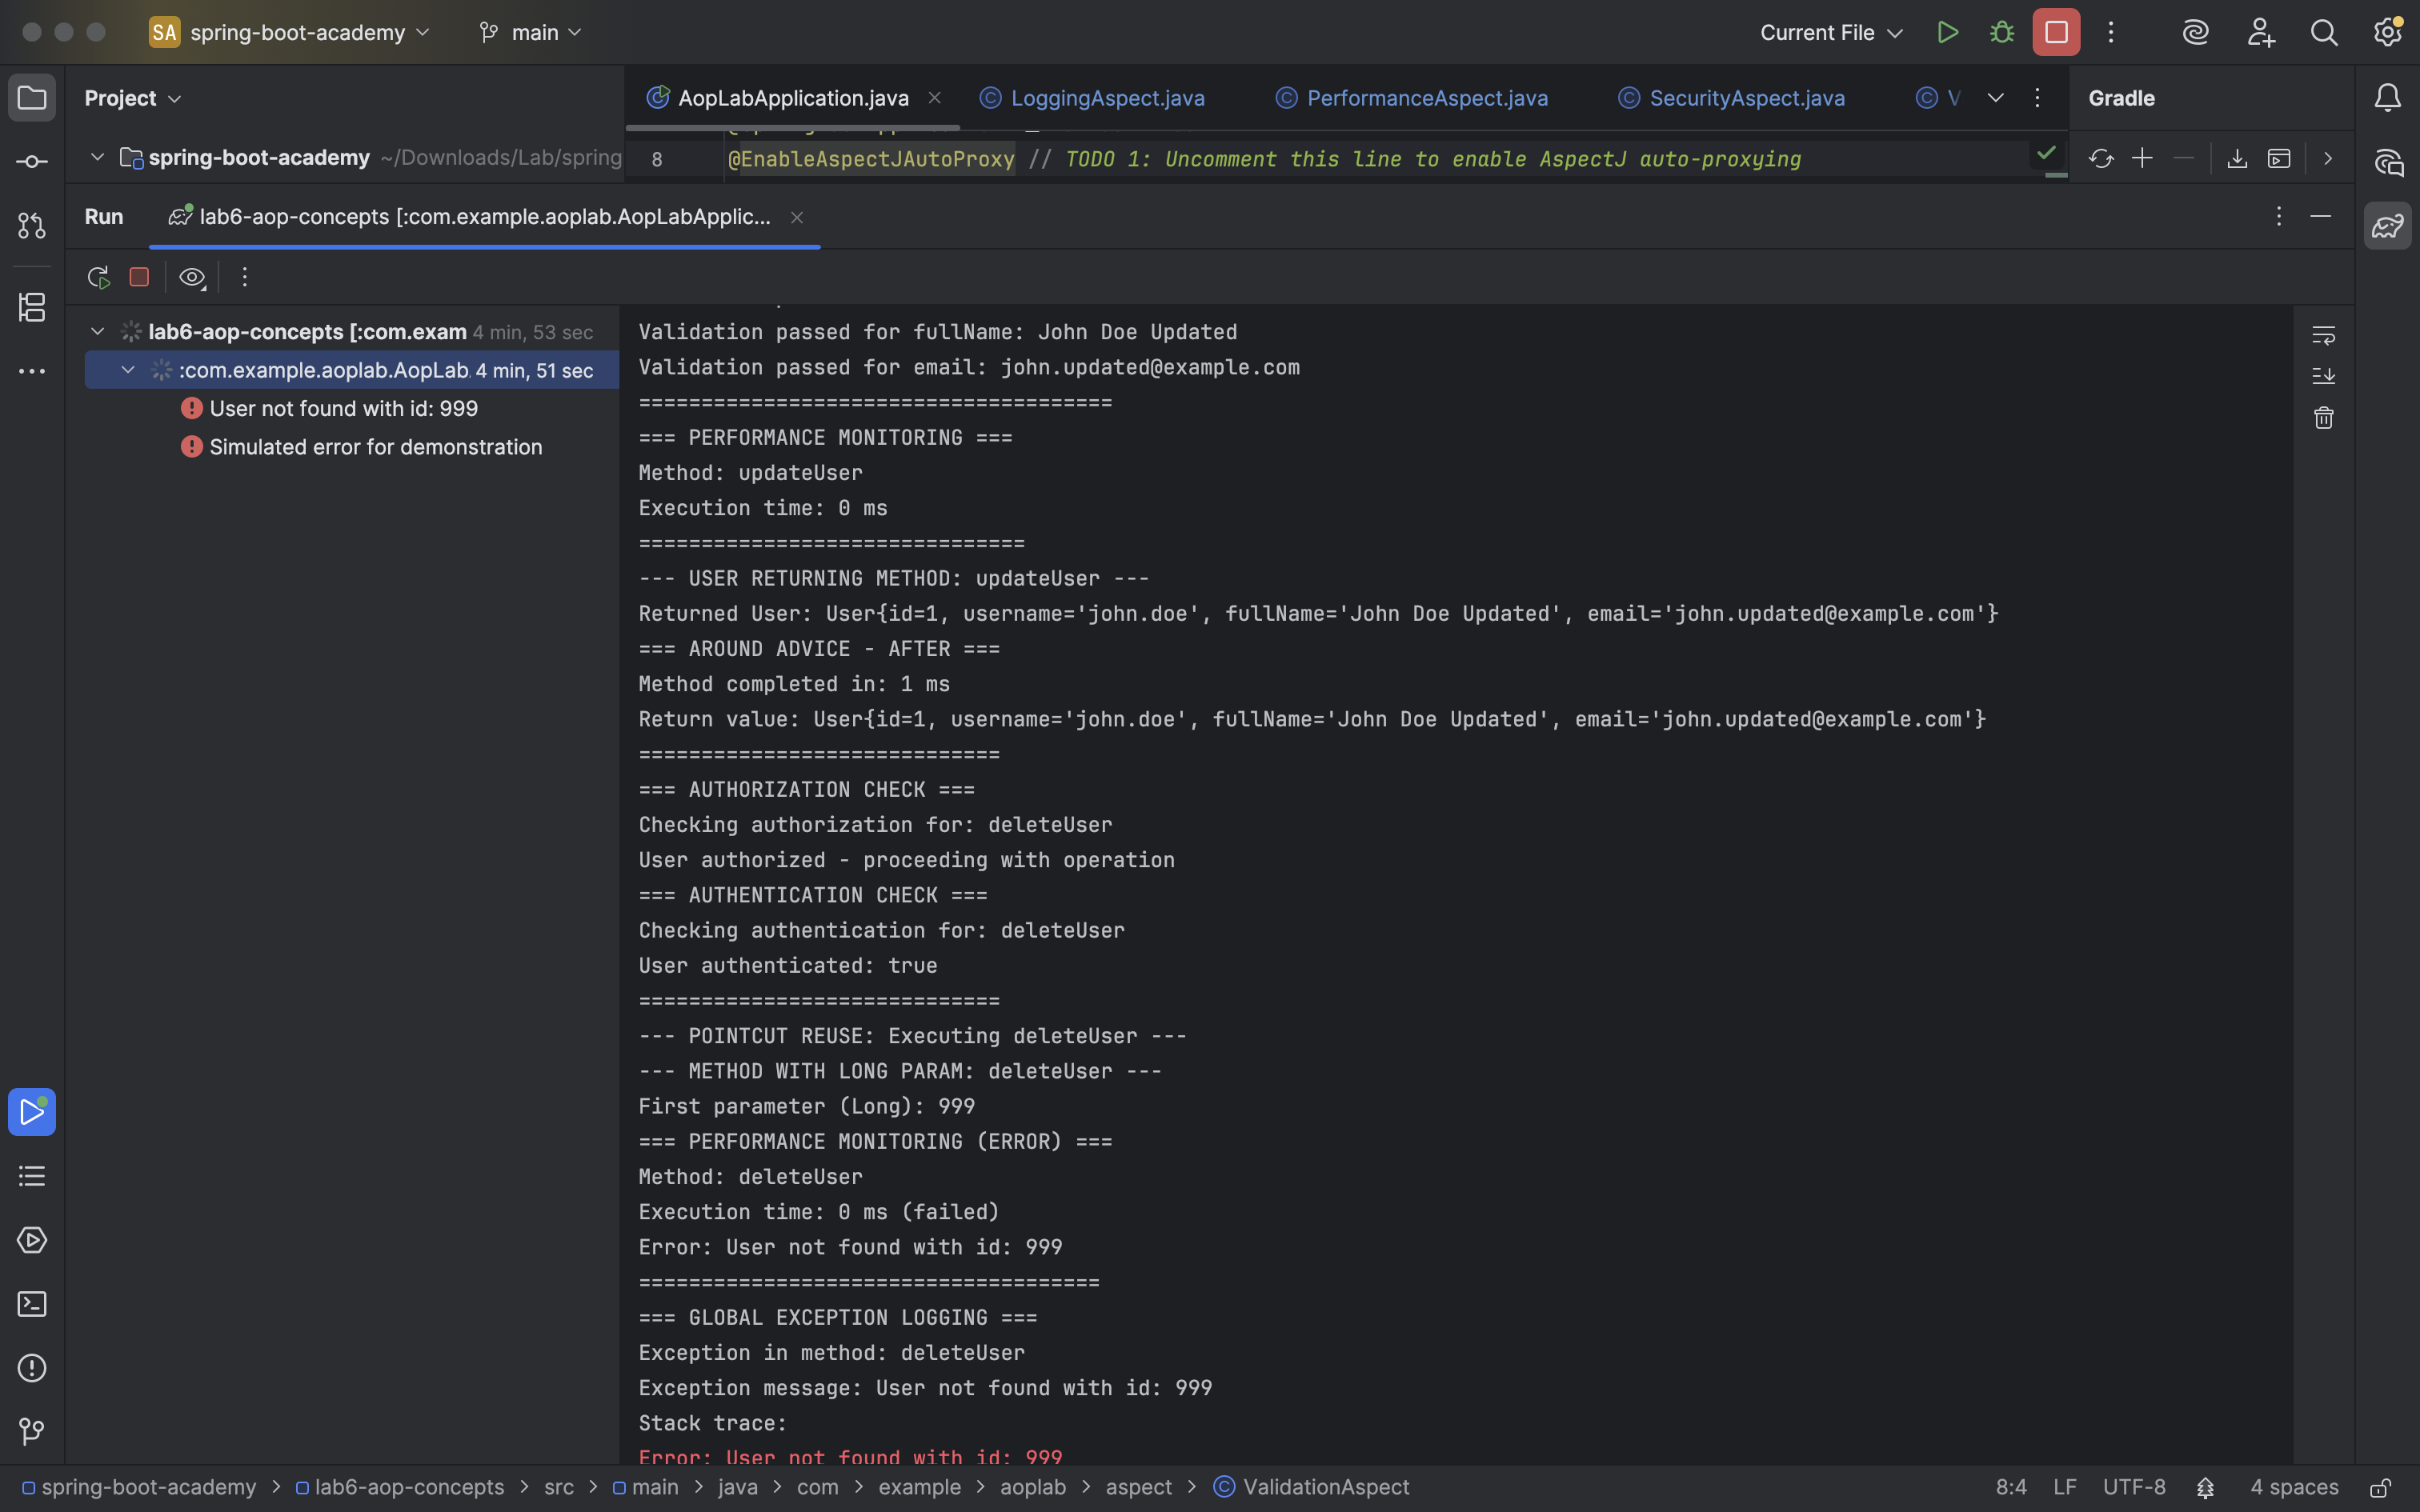 SA spring-boot-academy main Current File
Project
AopLabApplication.java LoggingAspect.java PerformanceAspect.java SecurityAspect.java V
Gradle
spring-boot-academy ~/Downloads/Lab/spring
8 @EnableAspectJAutoProxy // TODO 1: Uncomment this line to enable AspectJ auto-proxying
Run lab6-aop-concepts [:com.example.aoplab.AopLabApplic...
lab6-aop-concepts [:com.exam 4 min, 53 sec
:com.example.aoplab.AopLab. 4 min, 51 sec
User not found with id: 999
Simulated error for demonstration
Validation passed for fullName: John Doe Updated
Validation passed for email: john.updated@example.com
======================================
=== PERFORMANCE MONITORING ===
Method: updateUser
Execution time: 0 ms
===============================
--- USER RETURNING METHOD: updateUser ---
Returned User: User{id=1, username='john.doe', fullName='John Doe Updated', email='john.updated@example.com'}
=== AROUND ADVICE - AFTER ===
Method completed in: 1 ms
Return value: User{id=1, username='john.doe', fullName='John Doe Updated', email='john.updated@example.com'}
=============================
=== AUTHORIZATION CHECK ===
Checking authorization for: deleteUser
User authorized - proceeding with operation
=== AUTHENTICATION CHECK ===
Checking authentication for: deleteUser
User authenticated: true
=============================
--- POINTCUT REUSE: Executing deleteUser ---
--- METHOD WITH LONG PARAM: deleteUser ---
First parameter (Long): 999
=== PERFORMANCE MONITORING (ERROR) ===
Method: deleteUser
Execution time: 0 ms (failed)
Error: User not found with id: 999
=====================================
=== GLOBAL EXCEPTION LOGGING ===
Exception in method: deleteUser
Exception message: User not found with id: 999
Stack trace:
Error: User not found with id: 999
spring-boot-academy > lab6-aop-concepts > src > main > java > com > example > aoplab > aspect > ValidationAspect
8:4 LF UTF-8 4 spaces